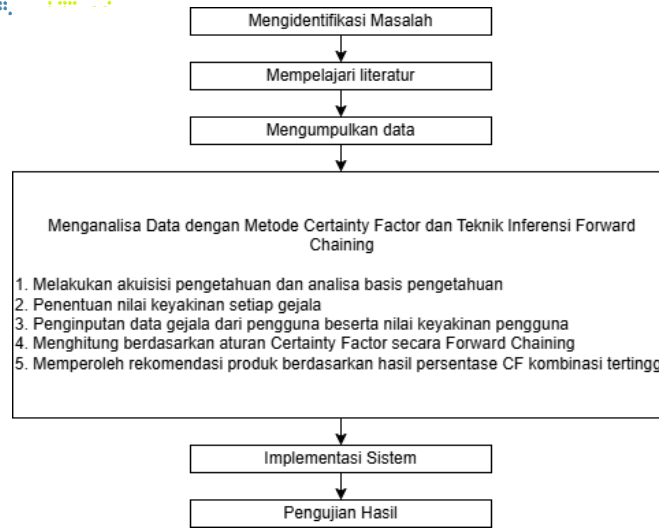 Mengidentifikasi Masalah
Mempelajari literatur
Mengumpulkan data
Menganalisa Data dengan Metode Certainty Factor dan Teknik Inferensi Forward
Chaining
1. Melakukan akuisisi pengetahuan dan analisa basis pengetahuan
2. Penentuan nilai keyakinan setiap gejala
3. Penginputan data gejala dari pengguna beserta nilai keyakinan pengguna
4. Menghitung berdasarkan aturan Certainty Factor secara Forward Chaining
5. Memperoleh rekomendasi produk berdasarkan hasil persentase CF kombinasi tertingg
Implementasi Sistem
Pengujian Hasil